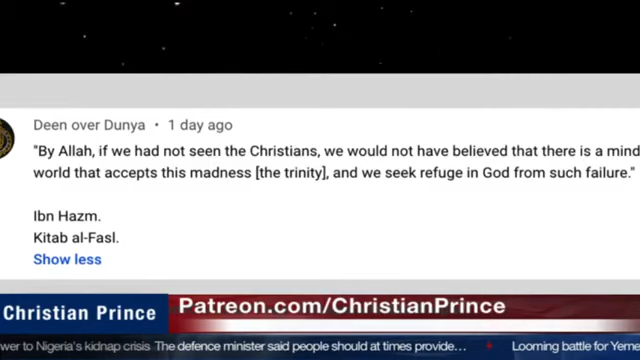 Deen over Dunya • 1 day ago
"By Allah, if we had not seen the Christians, we would not have believed that there is a mind
world that accepts this madness [the trinity], and we seek refuge in God from such failure."
Ibn Hazm.
Kitab al-Fasl.
Show less
Christian Prince
Patreon.com/ChristianPrince
wer to Nigeria's kidnap crisis The defence minister said people should at times provide... Looming battle for Yeme